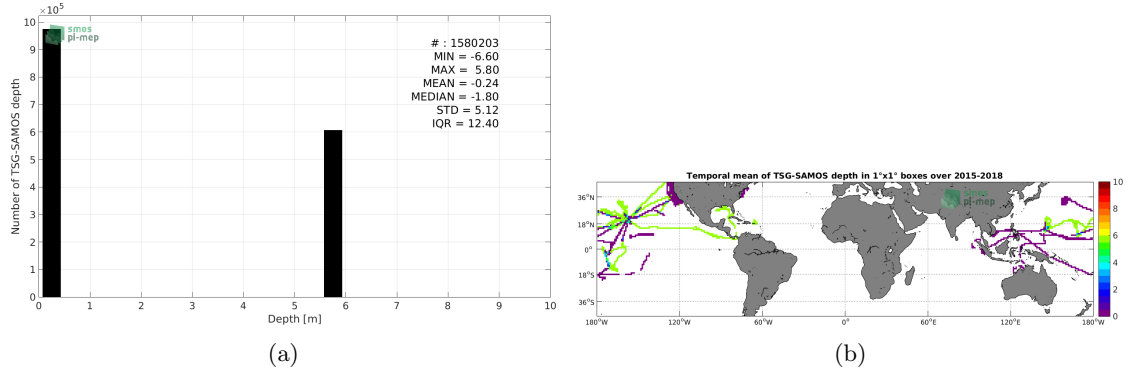 ×10⁵
smos
pi-mep
10
9
8
7
6
5
4
3
2
1
0
Number of TSG-SAMOS depth
# : 1580203
MIN = -6.60
MAX = 5.80
MEAN = -0.24
MEDIAN = -1.80
STD = 5.12
IQR = 12.40
0 1 2 3 4 5 6 7 8 9 10
Depth [m]
(a)
Temporal mean of TSG-SAMOS depth in 1°x1° boxes over 2015-2018
smos
pi-mep
36°N
18°N
0°
18°S
36°S
180°W 120°W 60°W 0° 60°E 120°E 180°W
10
8
6
4
2
0
(b)